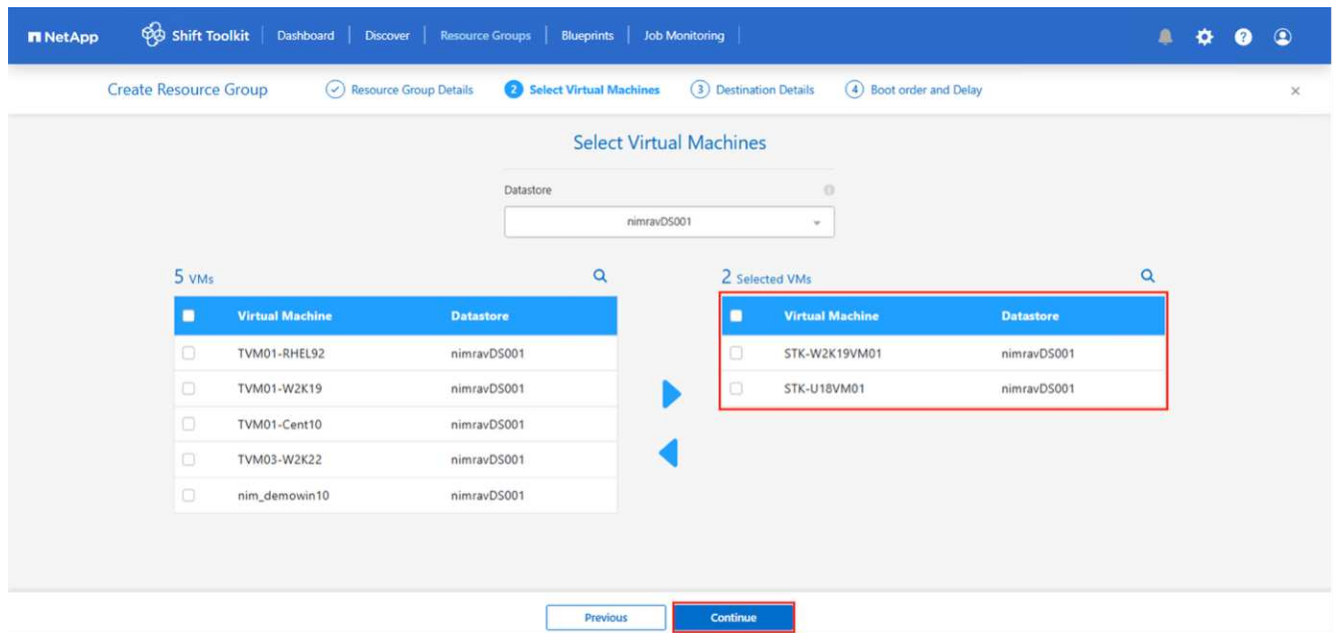 NetApp Shift Toolkit Dashboard Discover Resource Groups Blueprints Job Monitoring ?
Create Resource Group Resource Group Details 2 Select Virtual Machines 3 Destination Details 4 Boot order and Delay
Select Virtual Machines
Datastore
nimravDS001
5 VMs
Virtual Machine Datastore
TVM01-RHEL92 nimravDS001
TVM01-W2K19 nimravDS001
TVM01-Cent10 nimravDS001
TVM03-W2K22 nimravDS001
nim_demowin10 nimravDS001
2 Selected VMs
Virtual Machine Datastore
STK-W2K19VM01 nimravDS001
STK-U18VM01 nimravDS001
Previous Continue